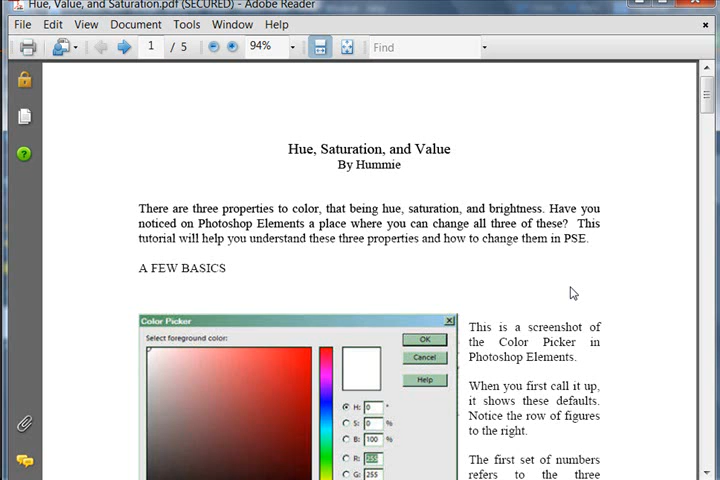 Hue, Value, and Saturation.pdf (SECURED) - Adobe Reader
File Edit View Document Tools Window Help
1 / 5 94% Find
Hue, Saturation, and Value
By Hummie
There are three properties to color, that being hue, saturation, and brightness. Have you
noticed on Photoshop Elements a place where you can change all three of these? This
tutorial will help you understand these three properties and how to change them in PSE.
A FEW BASICS
Color Picker
Select foreground color:
OK
Cancel
Help
H: 0 °
S: 0 %
B: 100 %
R: 255
G: 255
This is a screenshot of
the Color Picker in
Photoshop Elements.
When you first call it up,
it shows these defaults.
Notice the row of figures
to the right.
The first set of numbers
refers to the three